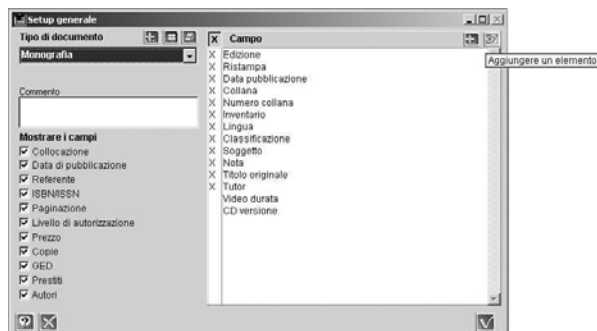 Setup generale
Tipo di documento
Monografia
Commento
Mostrare i campi
Collocazione
Data di pubblicazione
Referente
ISBN/ISSN
Paginazione
Livello di autorizzazione
Prezzo
Copie
GED
Prestiti
Autori
X Campo
X Edizione
X Ristampa
X Data pubblicazione
X Collana
X Numero collana
X Inventario
X Lingua
X Classificazione
X Soggetto
X Nota
X Titolo originale
X Tutor
Video durata
CD versione
Aggiungere un elemento